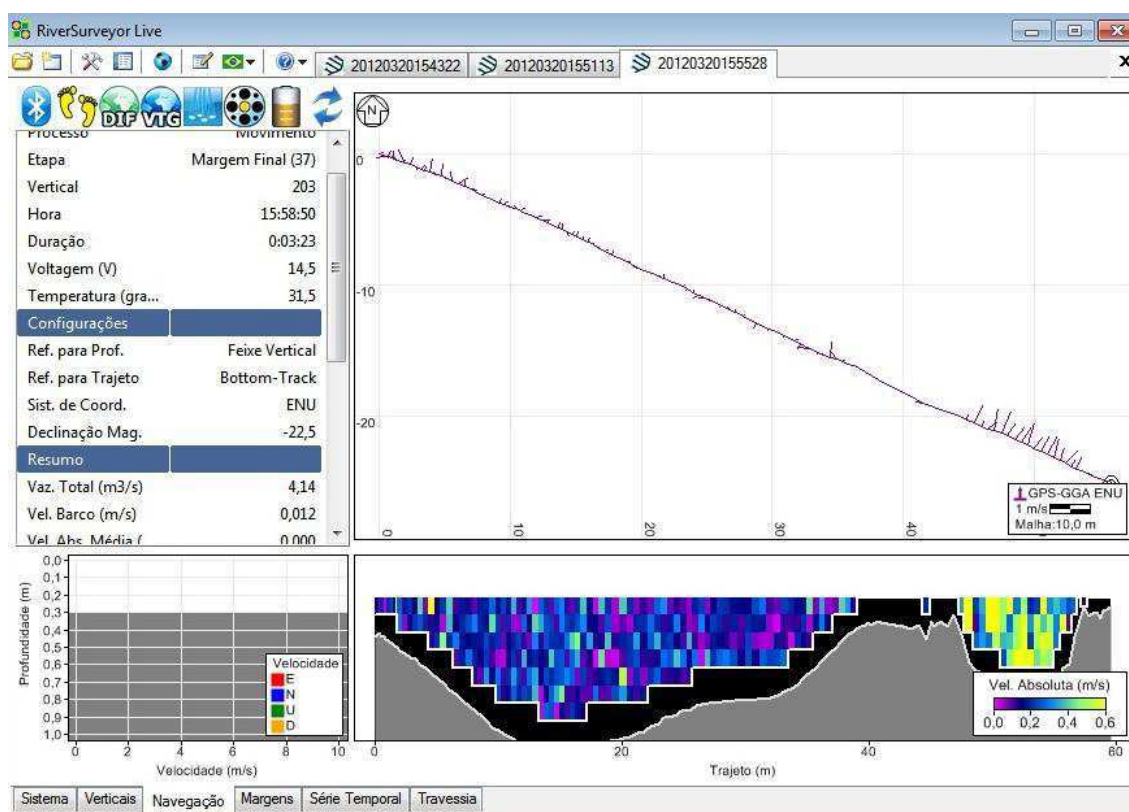 RiverSurveyor Live
20120320154322 20120320155113 20120320155528 X
DIF VTG
Processo Movimento
Etapa Margem Final (37)
Vertical 203
Hora 15:58:50
Duração 0:03:23
Voltagem (V) 14,5
Temperatura (gra... 31,5
Configurações
Ref. para Prof. Feixe Vertical
Ref. para Trajeto Bottom-Track
Sist. de Coord. ENU
Declinação Mag. -22,5
Resumo
Vaz. Total (m3/s) 4,14
Vel. Barco (m/s) 0,012
Vel. Abs. Média ( 0,000
N
0
-10
-20
0 10 20 30 40
GPS-GGA ENU
1 m/s
Malha:10,0 m
Profundidade (m)
0,0
0,1
0,2
0,3
0,4
0,5
0,6
0,7
0,8
0,9
1,0
Velocidade
E
N
U
D
0 2 4 6 8 10
Velocidade (m/s)
Vel. Absoluta (m/s)
0,0 0,2 0,4 0,6
0 20 40 60
Trajeto (m)
Sistema Verticais Navegação Margens Série Temporal Travessia